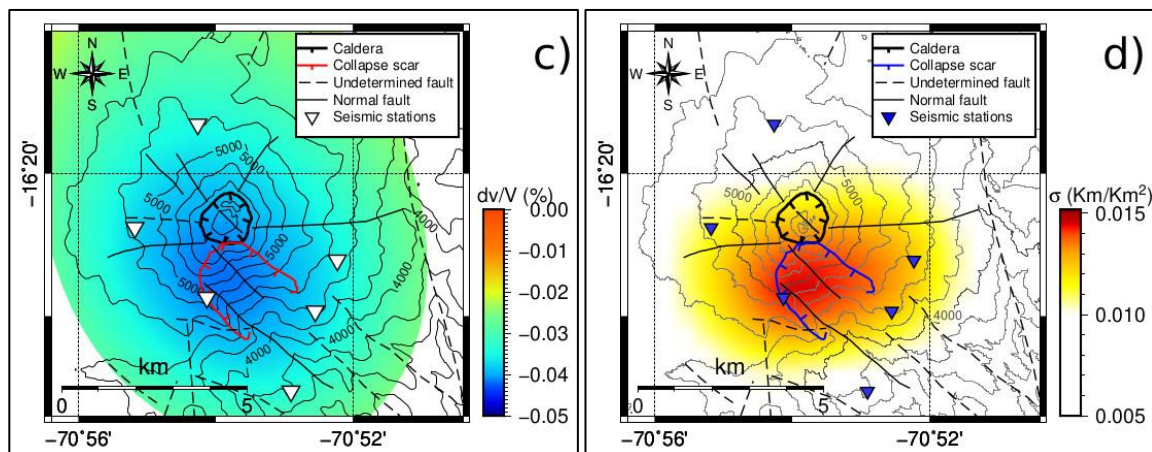 c)
N
W E
S
Caldera
Collapse scar
Undetermined fault
Normal fault
Seismic stations
−16°20'
5000
5000
5000
5000
4000
4000
4000
4000
dv/V (%)
0.00
−0.01
−0.02
−0.03
−0.04
−0.05
km
0 5
−70°56' −70°52'
d)
N
W E
S
Caldera
Collapse scar
Undetermined fault
Normal fault
Seismic stations
−16°20'
5000
5000
4000
4000
σ (Km/Km²)
0.015
0.010
0.005
km
0 5
−70°56' −70°52'